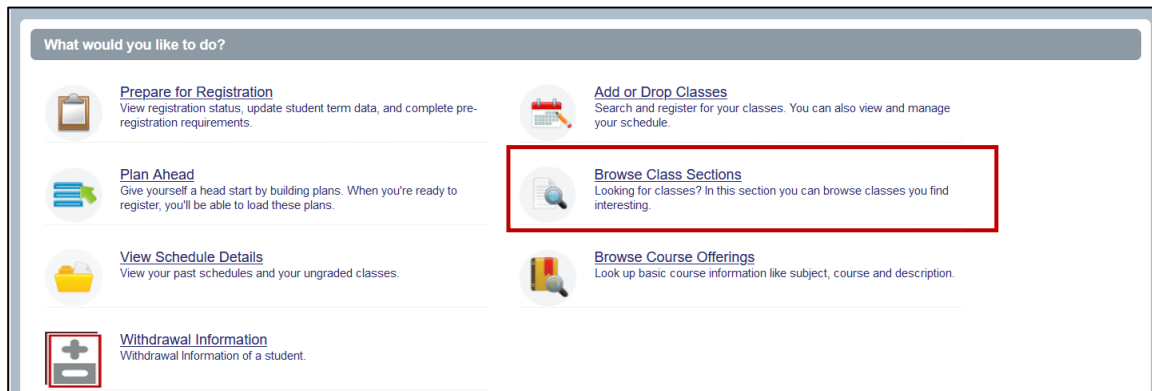 What would you like to do?
Prepare for Registration
View registration status, update student term data, and complete pre-
registration requirements.
Add or Drop Classes
Search and register for your classes. You can also view and manage
your schedule.
Plan Ahead
Give yourself a head start by building plans. When you're ready to
register, you'll be able to load these plans.
Browse Class Sections
Looking for classes? In this section you can browse classes you find
interesting.
View Schedule Details
View your past schedules and your ungraded classes.
Browse Course Offerings
Look up basic course information like subject, course and description.
Withdrawal Information
Withdrawal Information of a student.